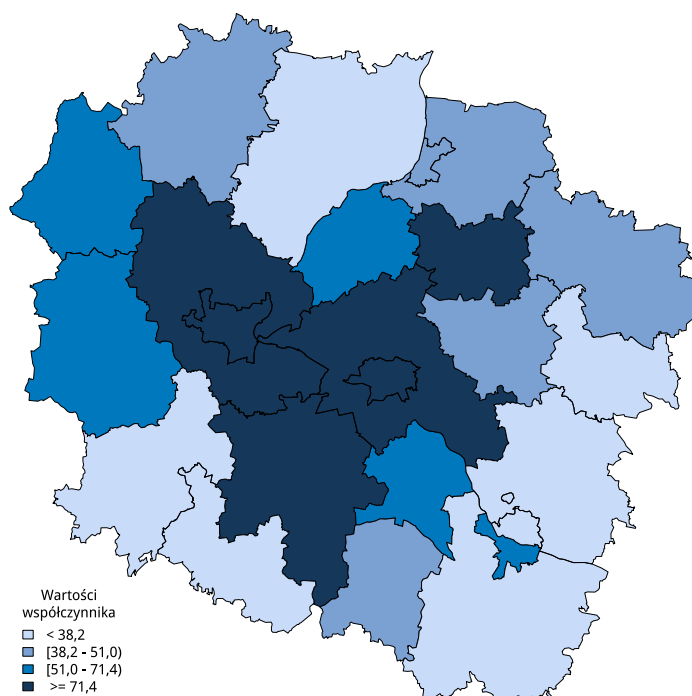 Wartości
współczynnika
< 38,2
[38,2 - 51,0)
[51,0 - 71,4)
>= 71,4